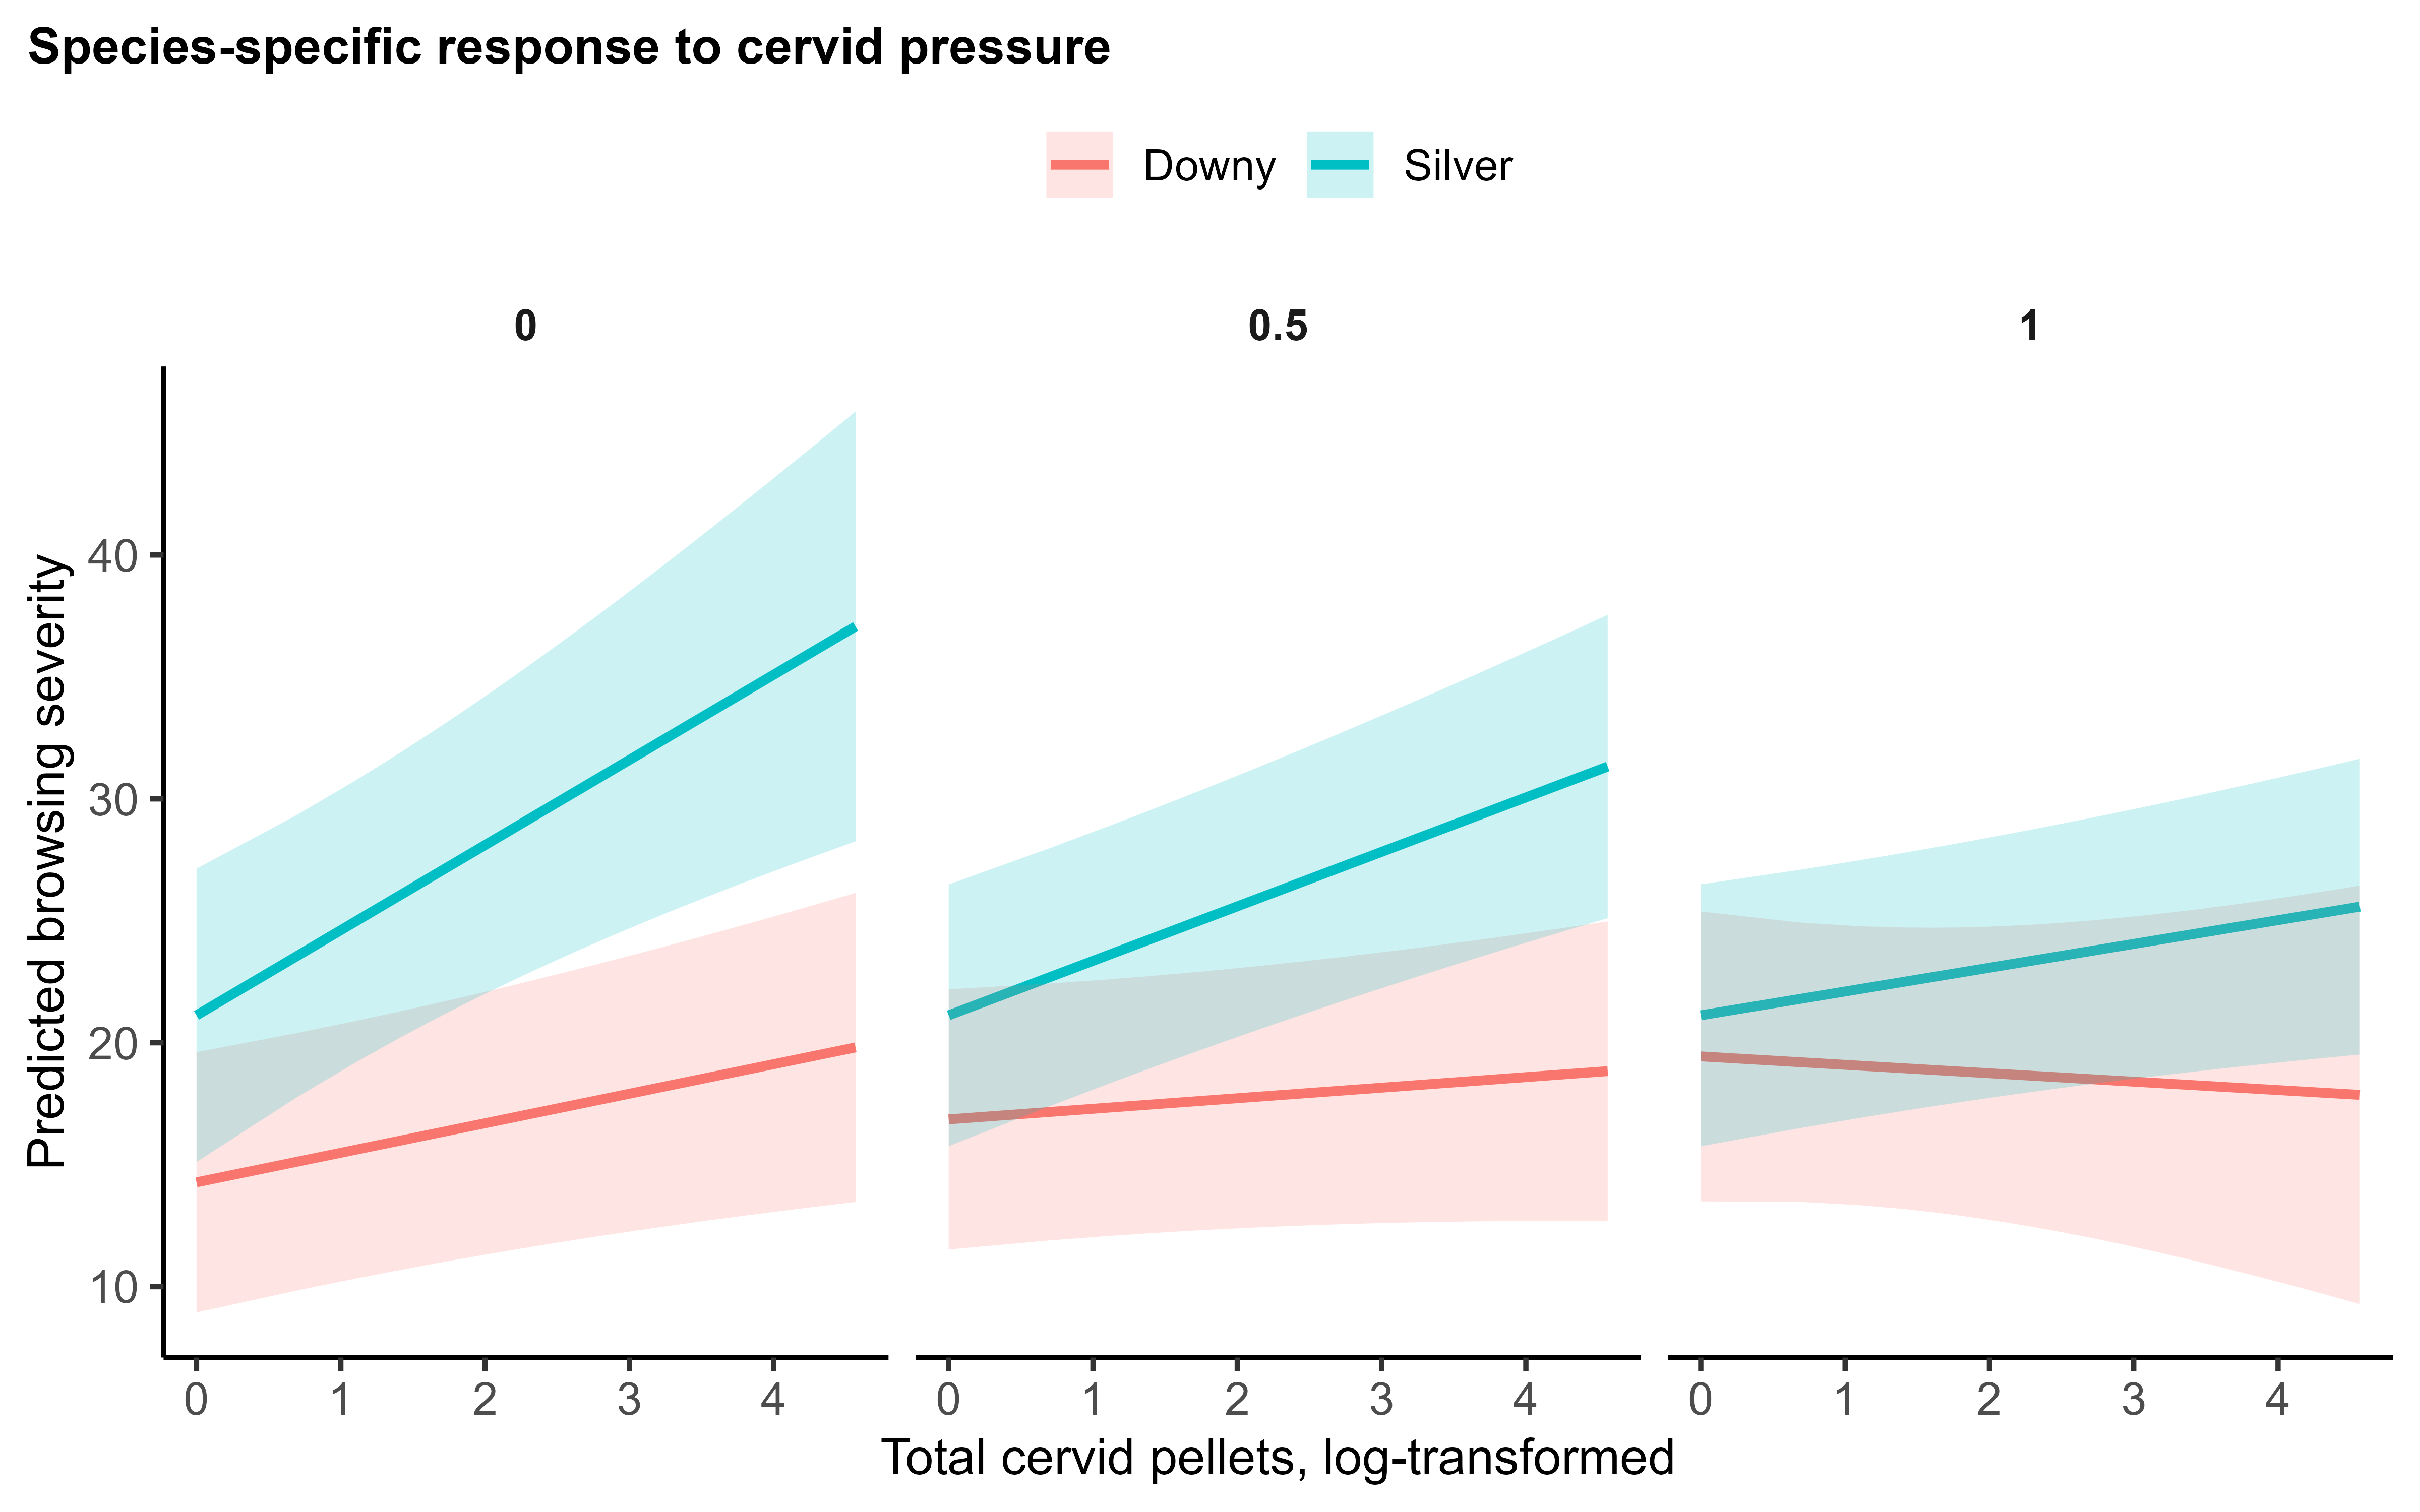 Species-specific response to cervid pressure
Downy Silver
0 0.5 1
Predicted browsing severity
40
30
20
10
0 1 2 3 4 0 1 2 3 4 0 1 2 3 4
Total cervid pellets, log-transformed